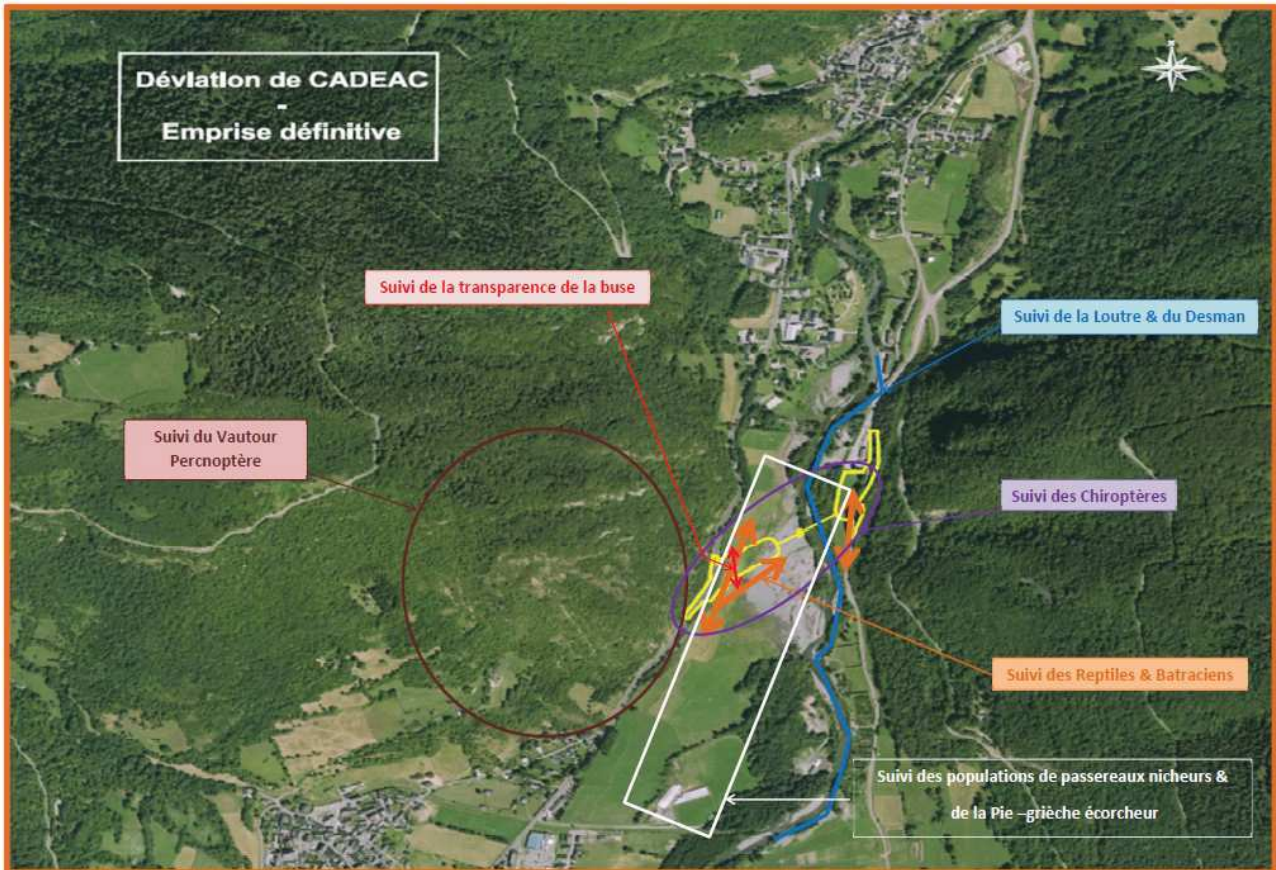 Déviation de CADEAC
-
Emprise définitive
Suivi de la transparence de la buse
Suivi de la Loutre & du Desman
Suivi du Vautour
Percnoptère
Suivi des Chiroptères
Suivi des Reptiles & Batraciens
Suivi des populations de passereaux nicheurs &
de la Pie –grièche écorcheur